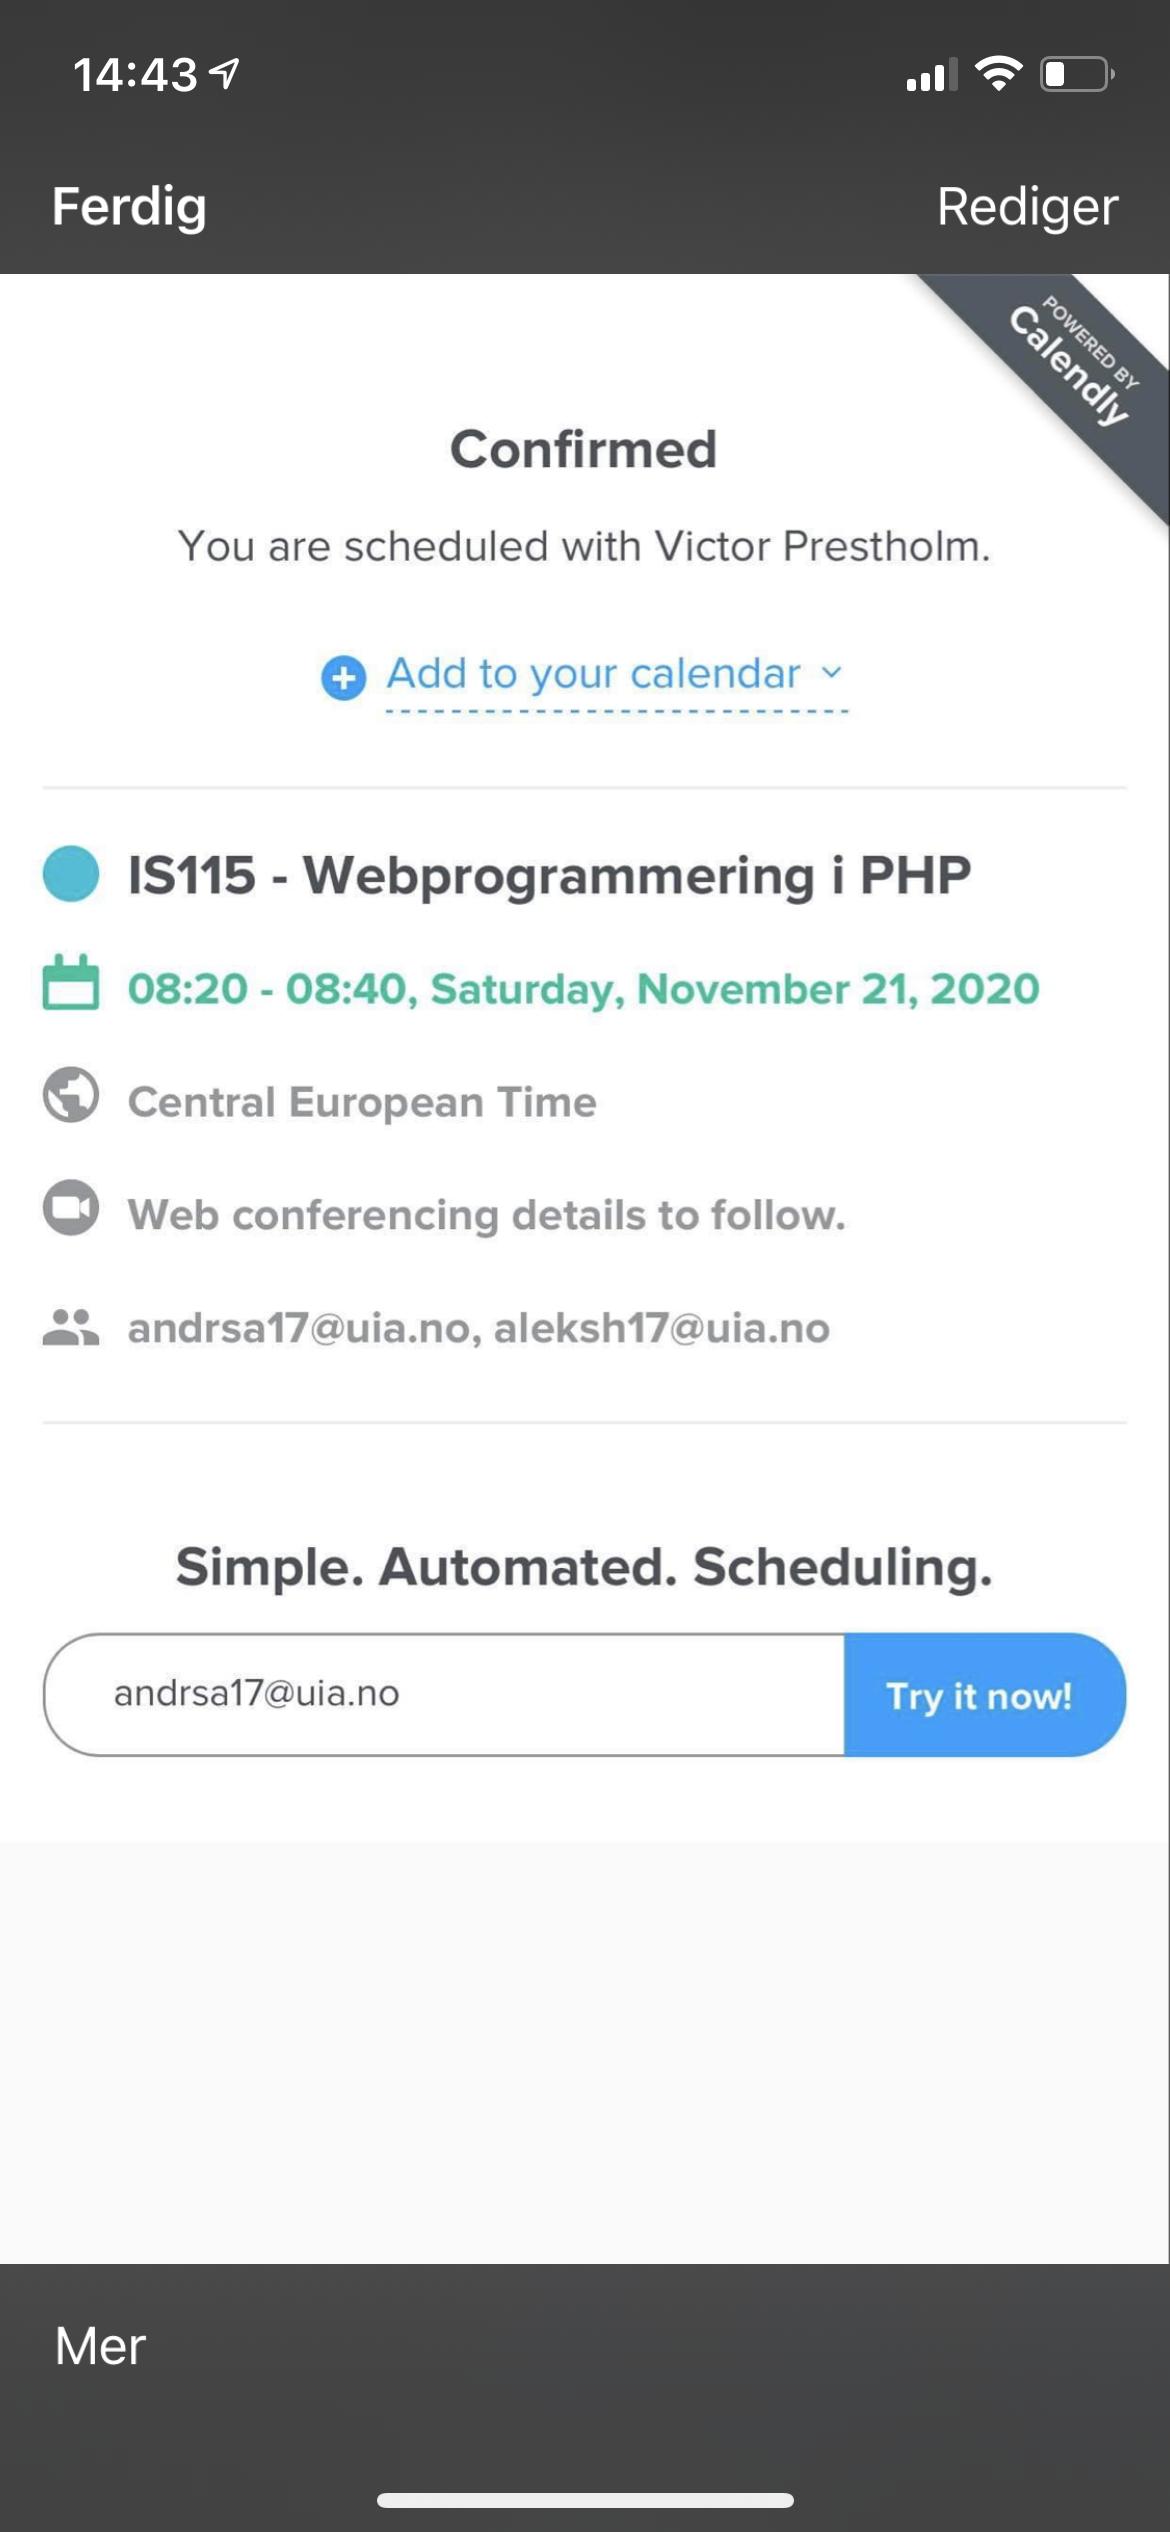 14:43
Ferdig
Rediger
POWERED BY
Calendly
Confirmed
You are scheduled with Victor Prestholm.
Add to your calendar
IS115 - Webprogrammering i PHP
08:20 - 08:40, Saturday, November 21, 2020
Central European Time
Web conferencing details to follow.
andrsa17@uia.no, aleksh17@uia.no
Simple. Automated. Scheduling.
andrsa17@uia.no
Try it now!
Mer